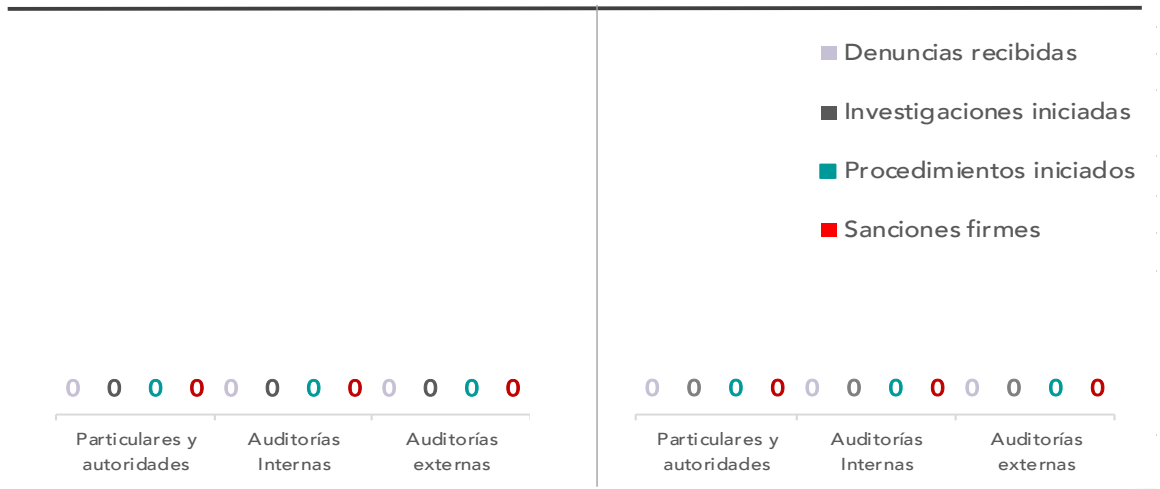 Denuncias recibidas
Investigaciones iniciadas
Procedimientos iniciados
Sanciones firmes
0 0 0 0 0 0 0 0 0 0 0 0
Particulares y
autoridades
Auditorías
Internas
Auditorías
externas
0 0 0 0 0 0 0 0 0 0 0 0
Particulares y
autoridades
Auditorías
Internas
Auditorías
externas